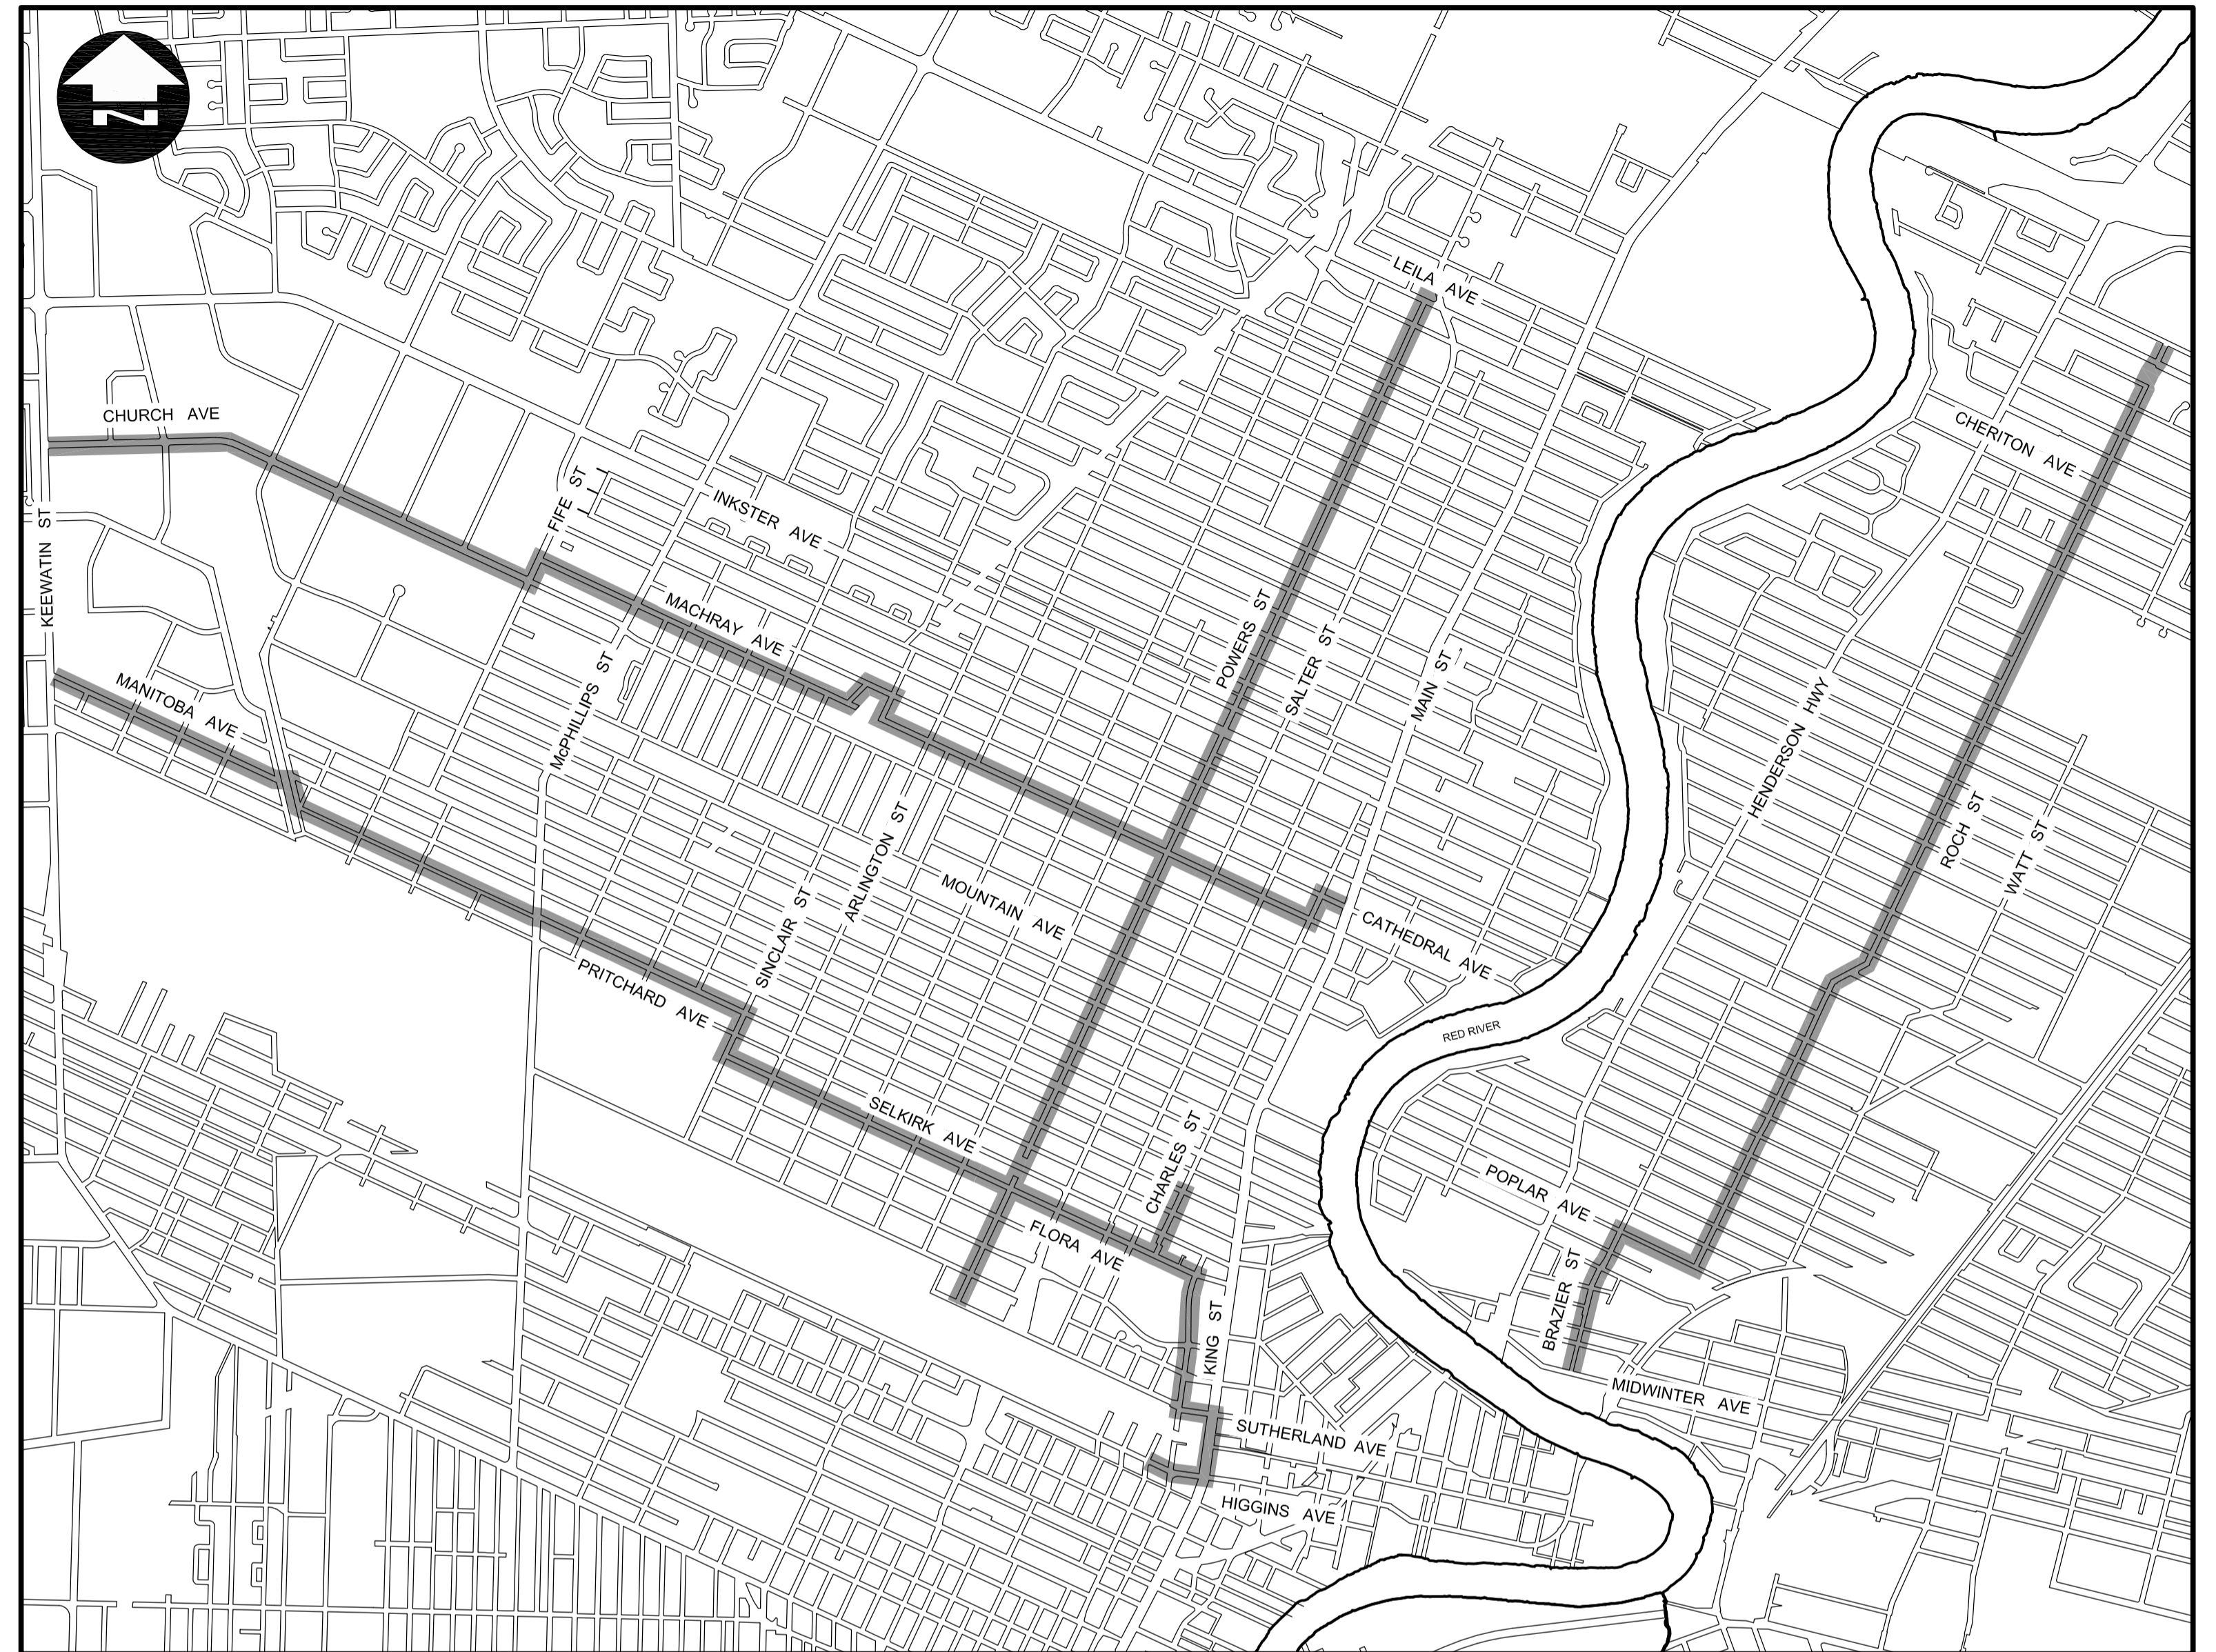 N
LEILA AVE
CHURCH AVE
CHERITON AVE
FIFE ST
INKSTER AVE
KEEWATIN ST
MACHRAY AVE
POWERS ST
SALTER ST
MAIN ST
McPHILLIPS ST
MANITOBA AVE
HENDERSON HWY
ROCH ST
WATT ST
ARLINGTON ST
SINCLAIR ST
MOUNTAIN AVE
CATHEDRAL AVE
PRITCHARD AVE
RED RIVER
SELKIRK AVE
CHARLES ST
POPLAR AVE
FLORA AVE
BRAZIER ST
KING ST
MIDWINTER AVE
SUTHERLAND AVE
HIGGINS AVE